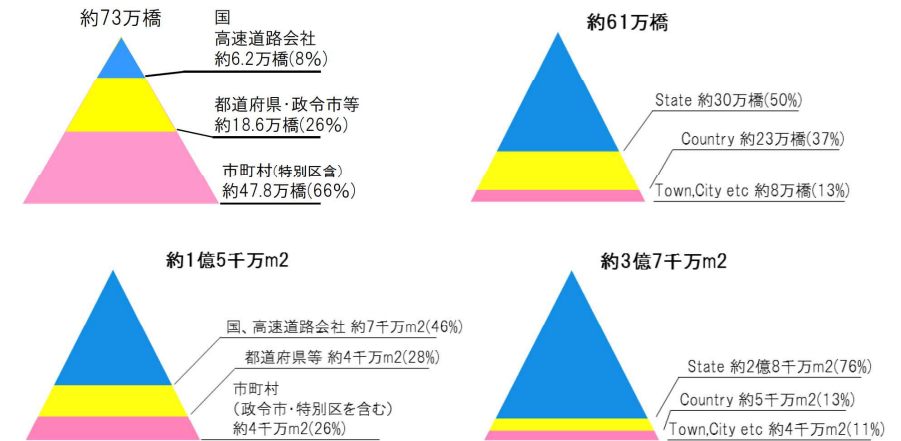 約73万橋
国
高速道路会社
約6.2万橋(8%)
都道府県・政令市等
約18.6万橋(26%)
市町村(特別区含)
約47.8万橋(66%)
約61万橋
State 約30万橋(50%)
Country 約23万橋(37%)
Town,City etc 約8万橋(13%)
約1億5千万m2
国、高速道路会社 約7千万m2(46%)
都道府県等 約4千万m2(28%)
市町村
(政令市・特別区を含む)
約4千万m2(26%)
約3億7千万m2
State 約2億8千万m2(76%)
Country 約5千万m2(13%)
Town,City etc 約4千万m2(11%)